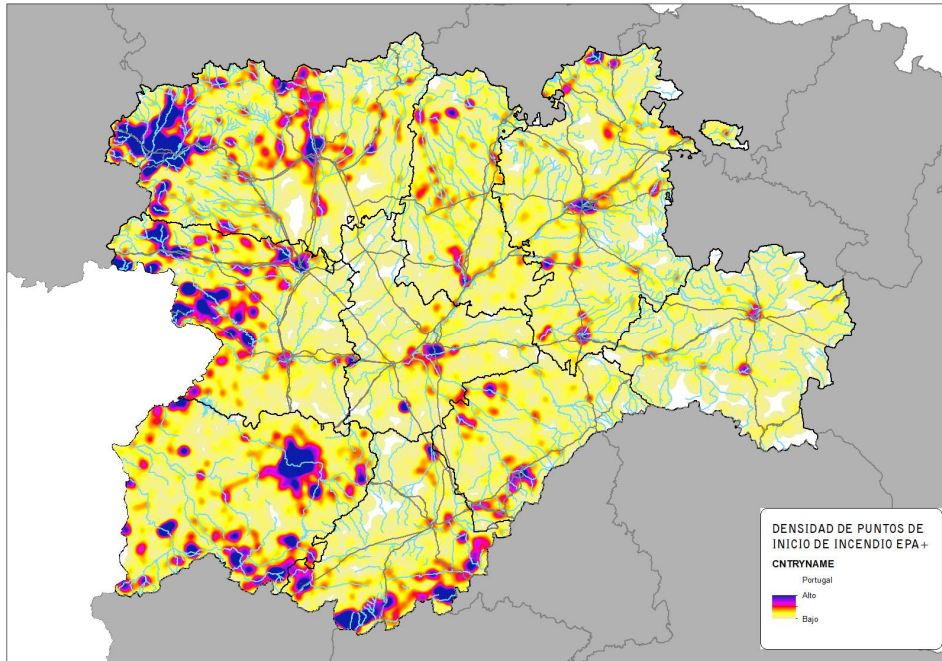 DENSIDAD DE PUNTOS DE
INICIO DE INCENDIO EPA+
CNTRYNAME
Portugal
Alto
Bajo